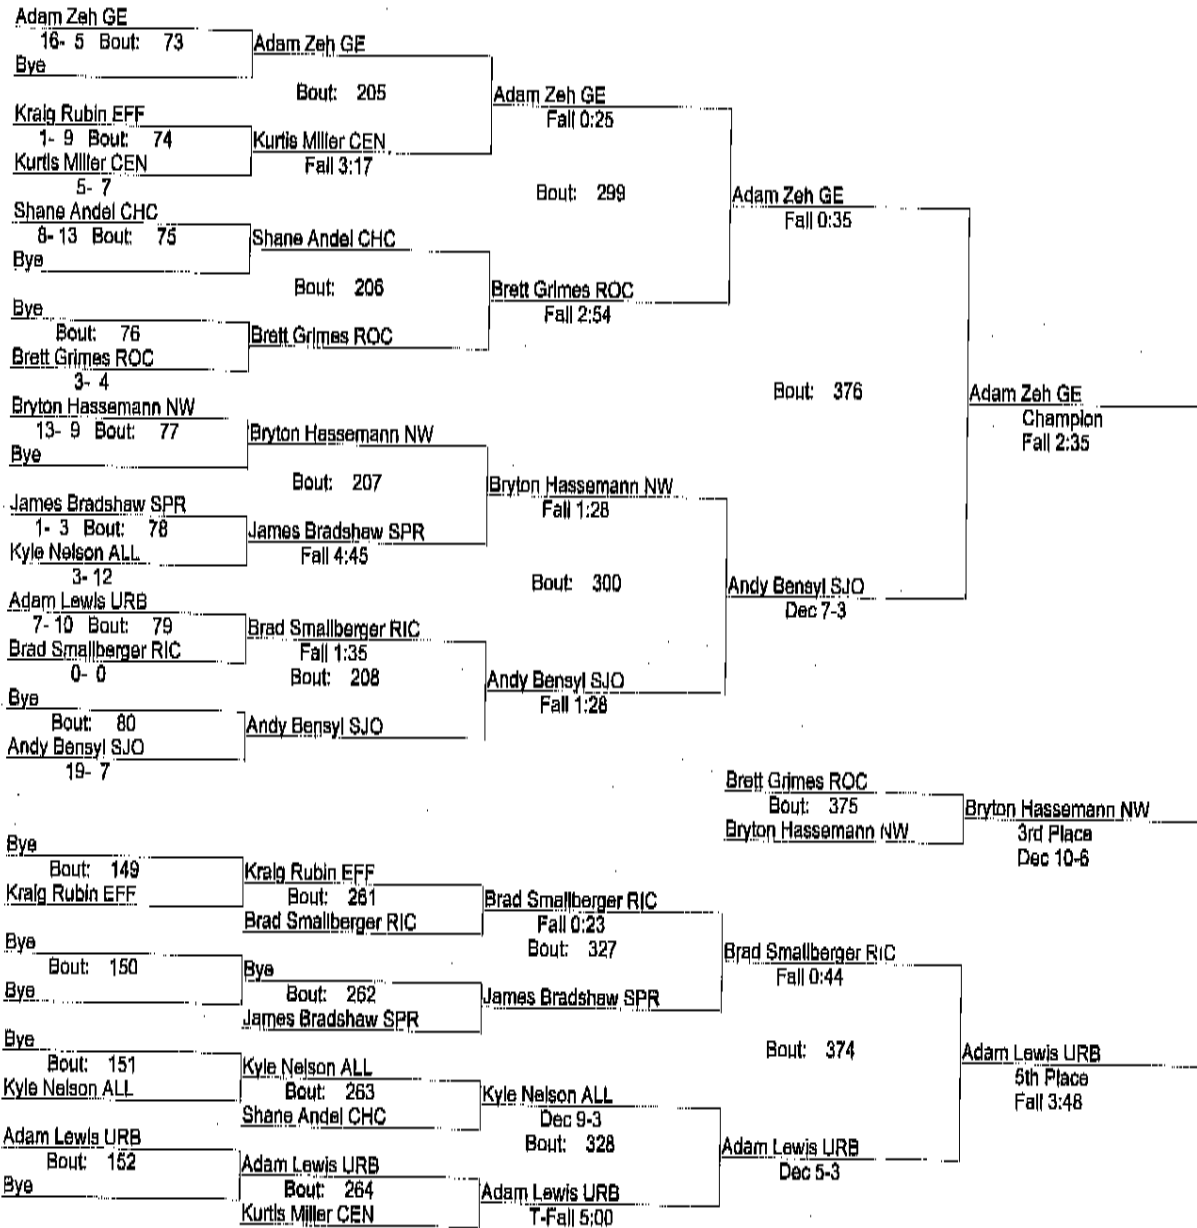 Adam Zeh GE
16- 5 Bout: 73
Bye
Adam Zeh GE
Bout: 205
Kraig Rubin EFF
1- 9 Bout: 74
Kurtis Miller CEN
5- 7
Kurtis Miller CEN
Fall 3:17
Adam Zeh GE
Fall 0:25
Bout: 299
Shane Andel CHC
8- 13 Bout: 75
Bye
Shane Andel CHC
Bout: 206
Bye
Bout: 76
Brett Grimes ROC
3- 4
Brett Grimes ROC
Brett Grimes ROC
Fall 2:54
Adam Zeh GE
Fall 0:35
Bout: 376
Adam Zeh GE
Champion
Fall 2:35
Bryton Hassemann NW
13- 9 Bout: 77
Bye
Bryton Hassemann NW
Bout: 207
James Bradshaw SPR
1- 3 Bout: 78
Kyle Nelson ALL
3- 12
James Bradshaw SPR
Fall 4:45
Bryton Hassemann NW
Fall 1:28
Bout: 300
Adam Lewis URB
7- 10 Bout: 79
Brad Smallberger RIC
0- 0
Brad Smallberger RIC
Fall 1:35
Bout: 208
Bye
Bout: 80
Andy Bensyl SJO
19- 7
Andy Bensyl SJO
Andy Bensyl SJO
Fall 1:28
Andy Bensyl SJO
Dec 7-3
Brett Grimes ROC
Bout: 375
Bryton Hassemann NW
Bryton Hassemann NW
3rd Place
Dec 10-6
Bye
Bout: 149
Kraig Rubin EFF
Kraig Rubin EFF
Bout: 261
Brad Smallberger RIC
Brad Smallberger RIC
Fall 0:23
Bout: 327
Bye
Bout: 150
Bye
Bye
Bout: 262
James Bradshaw SPR
James Bradshaw SPR
Brad Smallberger RIC
Fall 0:44
Bout: 374
Bye
Bout: 151
Kyle Nelson ALL
Kyle Nelson ALL
Bout: 263
Shane Andel CHC
Kyle Nelson ALL
Dec 9-3
Bout: 328
Adam Lewis URB
Bout: 152
Bye
Adam Lewis URB
Bout: 264
Kurtis Miller CEN
Adam Lewis URB
T-Fall 5:00
Adam Lewis URB
Dec 5-3
Adam Lewis URB
5th Place
Fall 3:48